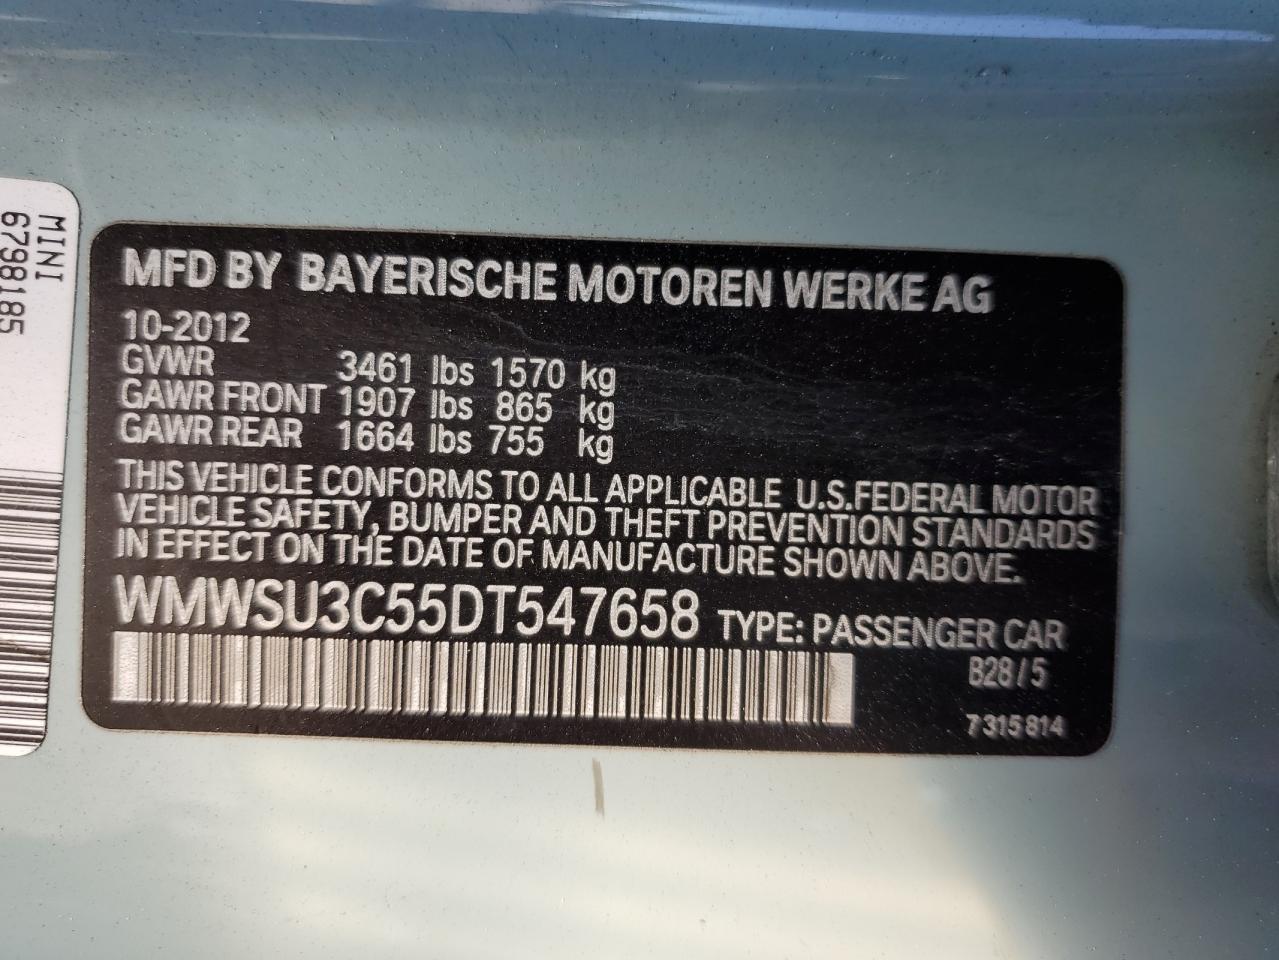 MINI
6798185
MFD BY BAYERISCHE MOTOREN WERKE AG
10-2012
GVWR 3461 lbs 1570 kg
GAWR FRONT 1907 lbs 865 kg
GAWR REAR 1664 lbs 755 kg
THIS VEHICLE CONFORMS TO ALL APPLICABLE U.S.FEDERAL MOTOR
VEHICLE SAFETY, BUMPER AND THEFT PREVENTION STANDARDS
IN EFFECT ON THE DATE OF MANUFACTURE SHOWN ABOVE.
WMWSU3C55DT547658 TYPE: PASSENGER CAR
B28/5
7 315 814